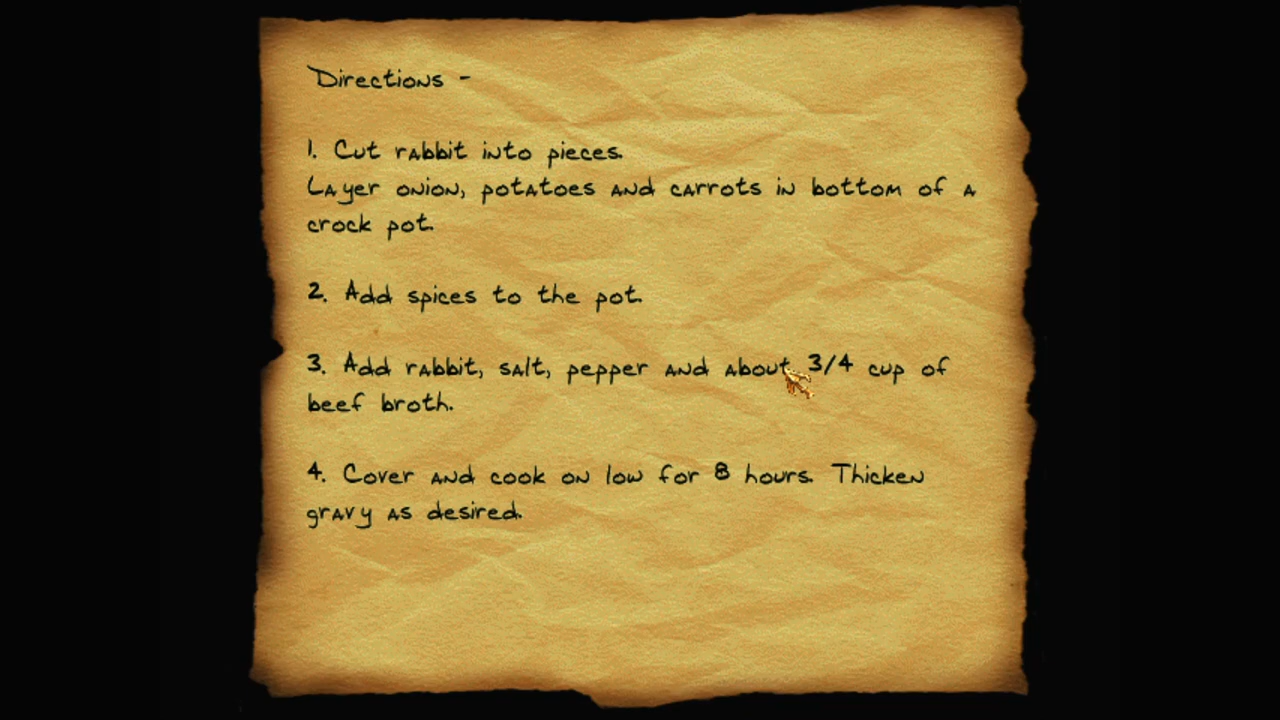 Directions -
1. Cut rabbit into pieces.
Layer onion, potatoes and carrots in bottom of a
crock pot.
2. Add spices to the pot.
3. Add rabbit, salt, pepper and about 3/4 cup of
beef broth.
4. Cover and cook on low for 8 hours. Thicken
gravy as desired.